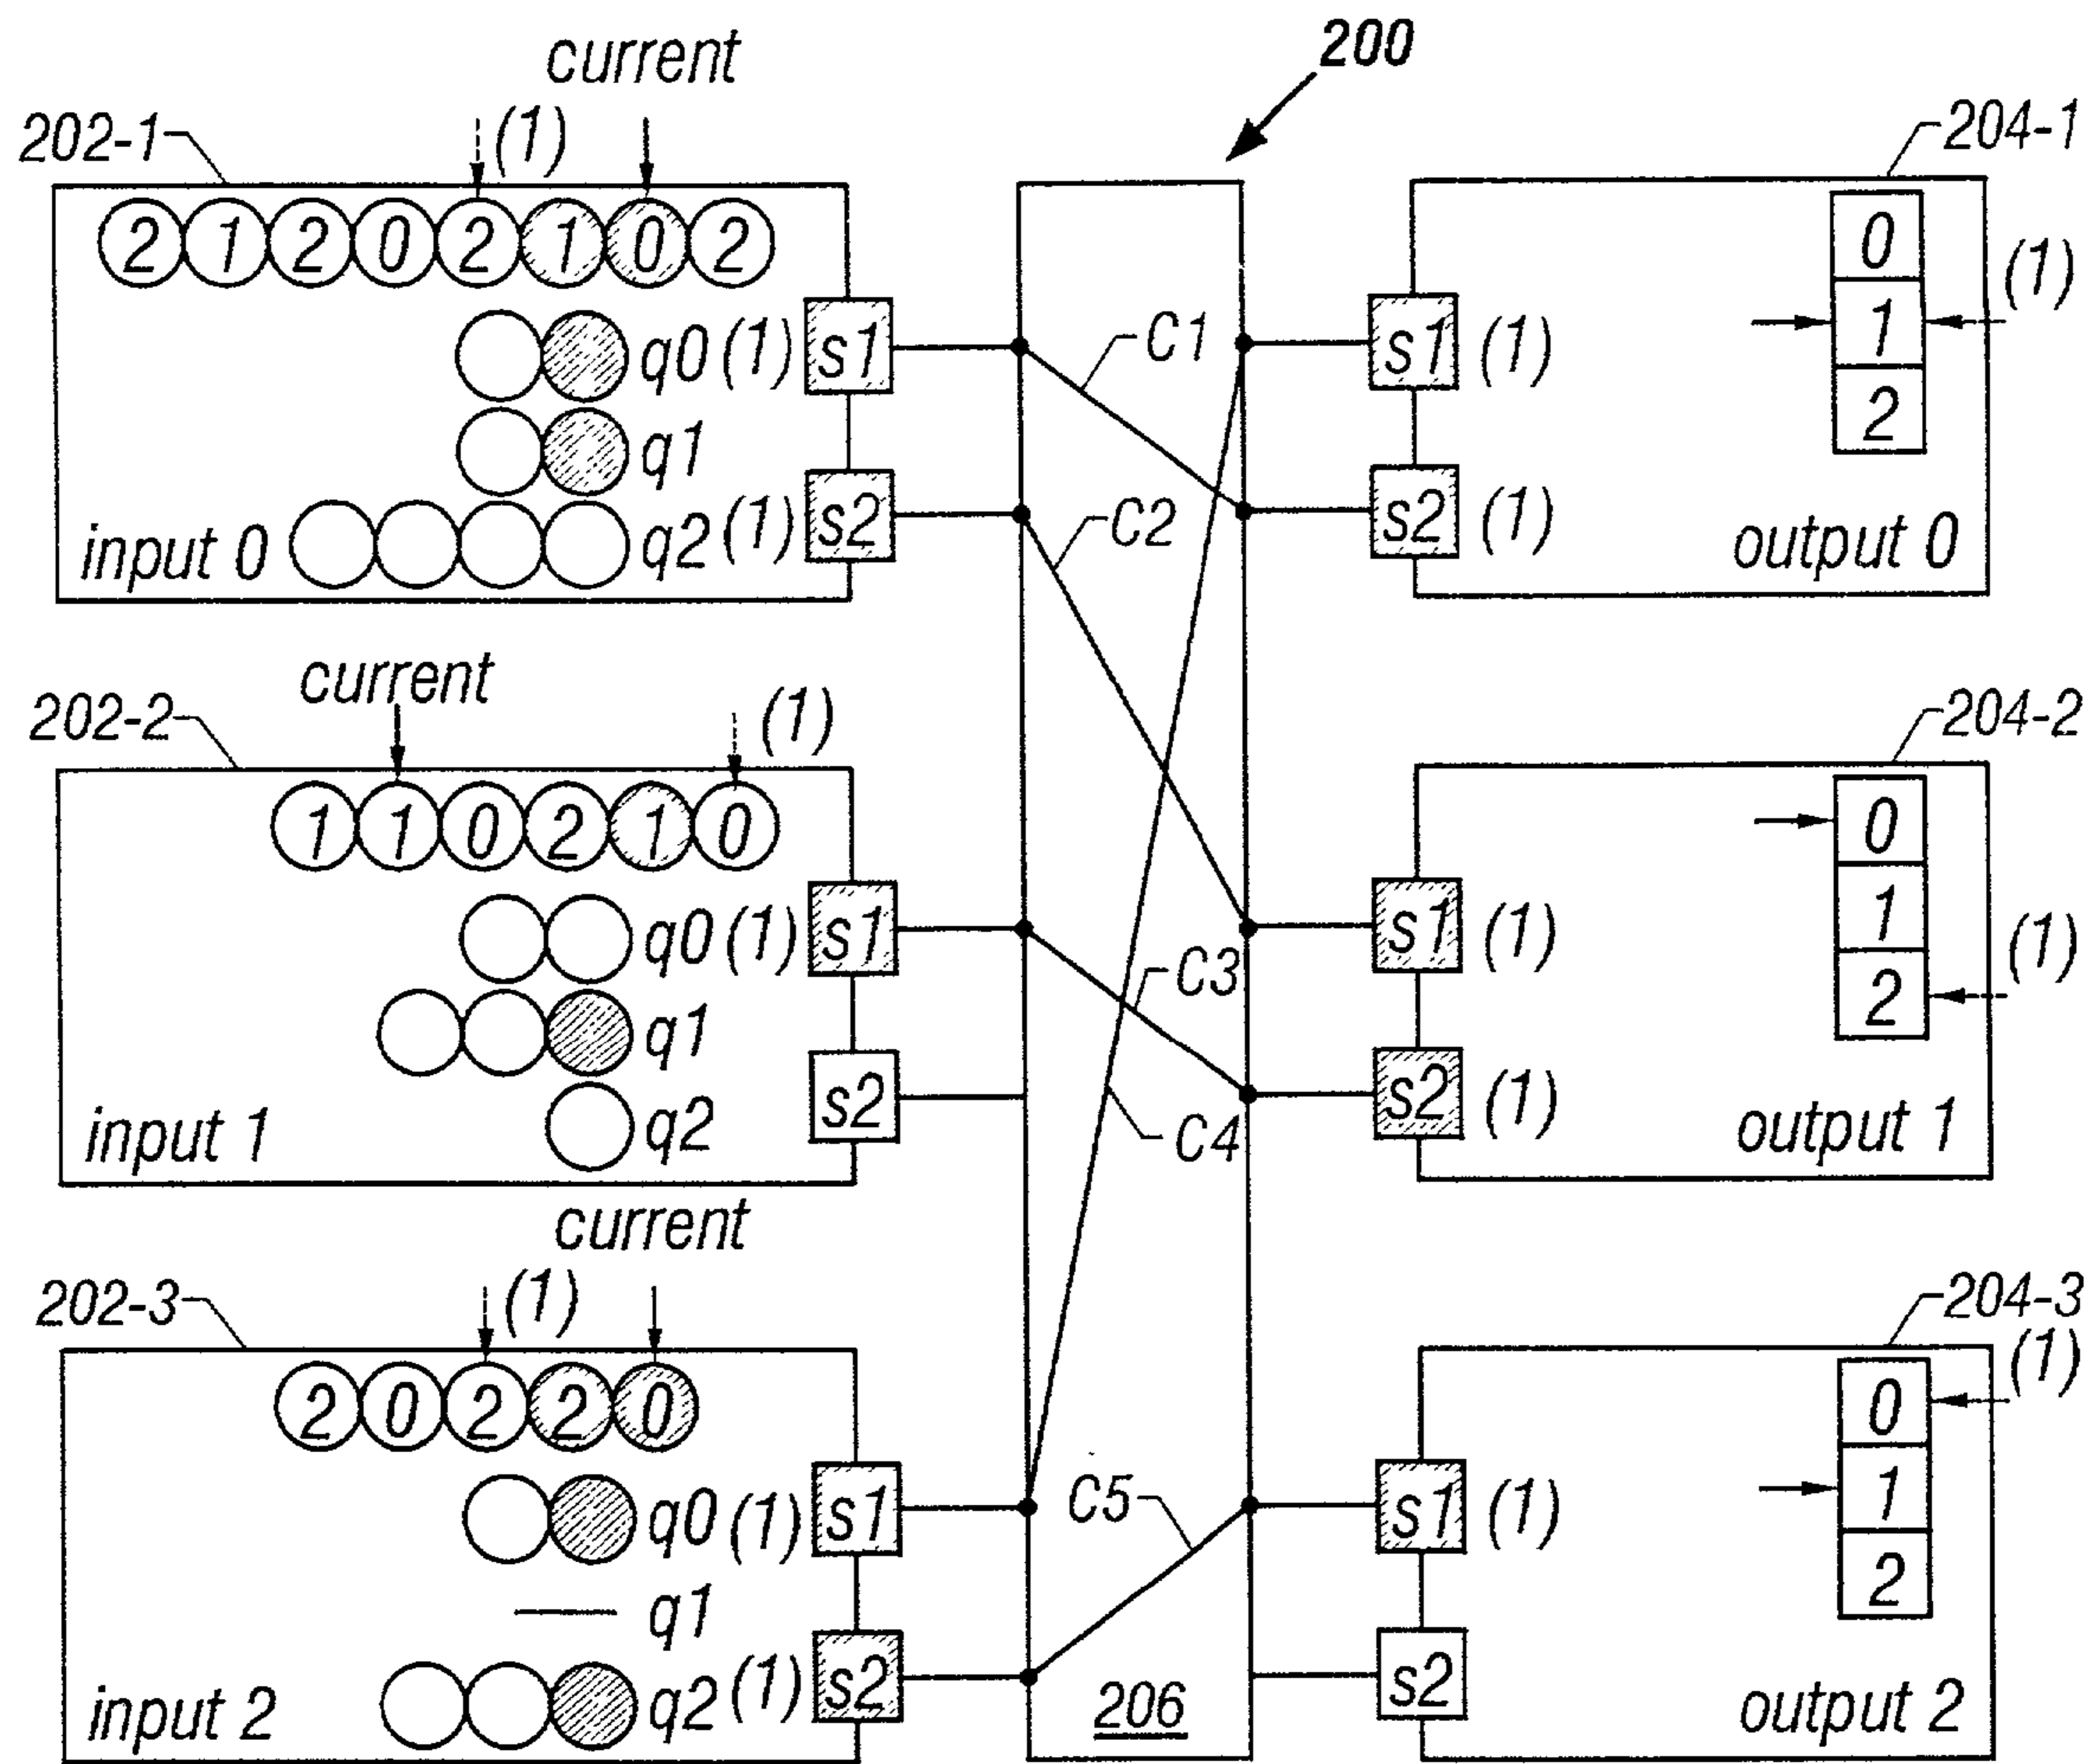 200
current
(1)
202-1
204-1
2 1 2 0 2 1 0 2
0
1
2
(1)
q0 (1) s1
q1
q2 (1) s2
input 0
C1
C2
s1 (1)
s2 (1)
output 0
current
(1)
202-2
204-2
1 1 0 2 1 0
0
1
2
(1)
q0 (1) s1
q1
q2
s2
input 1
C3
C4
s1 (1)
s2 (1)
output 1
current
(1)
202-3
204-3
(1)
2 0 2 2 0
0
1
2
q0 (1) s1
q1
q2 (1) s2
input 2
C5
206
s1 (1)
s2
output 2